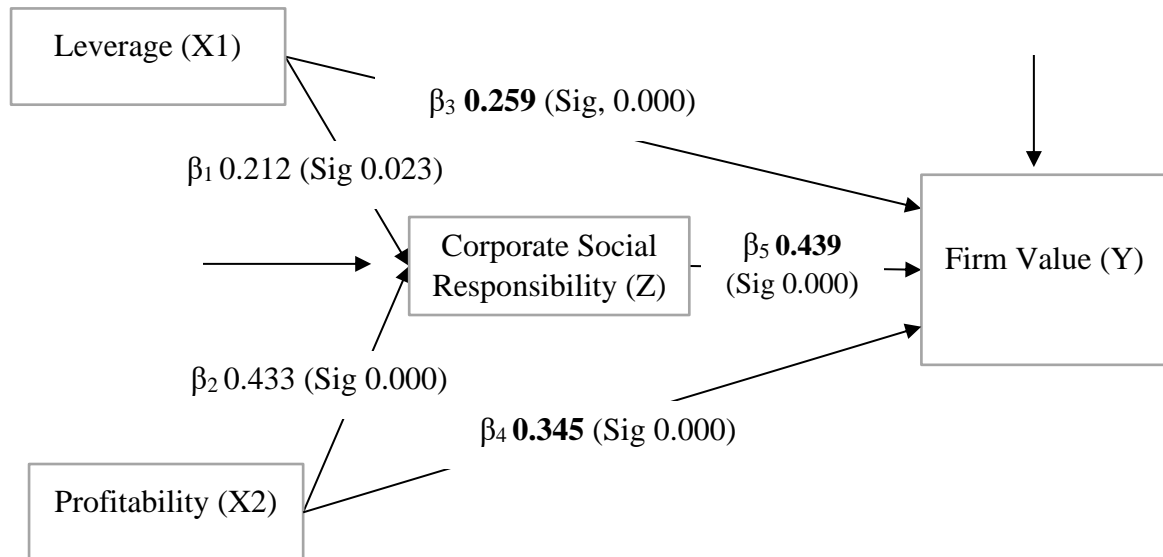 Leverage (X1)
β₃ 0.259 (Sig, 0.000)
β₁ 0.212 (Sig 0.023)
Corporate Social
Responsibility (Z)
β₅ 0.439
(Sig 0.000)
Firm Value (Y)
β₂ 0.433 (Sig 0.000)
β₄ 0.345 (Sig 0.000)
Profitability (X2)